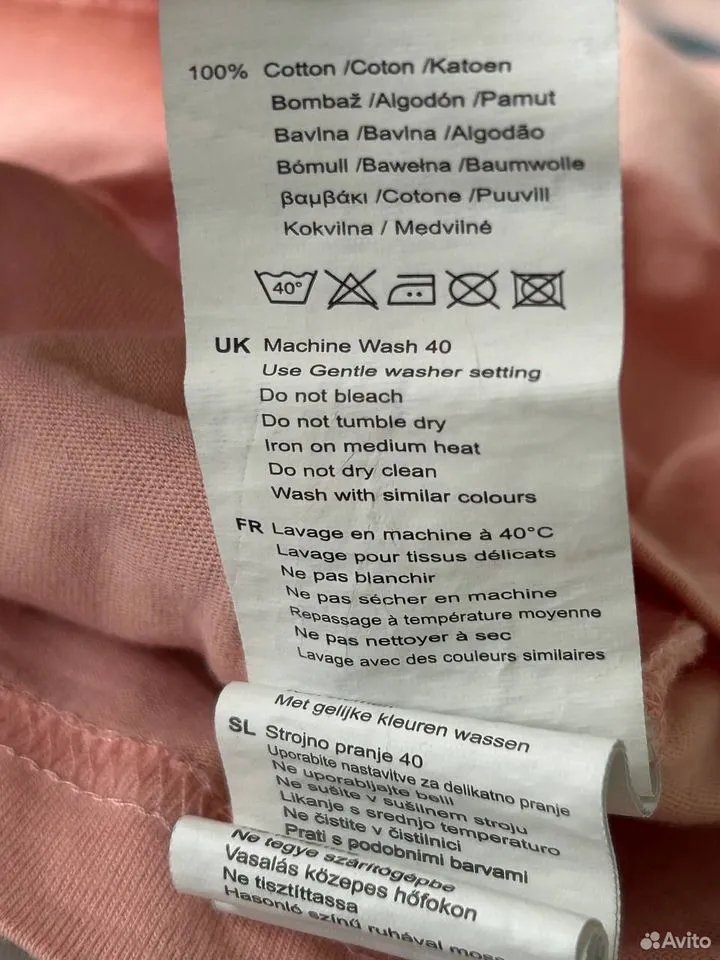 100% Cotton /Coton /Katoen
Bombaž /Algodón /Pamut
Bavlna /Bavlna /Algodão
Bómull /Bawełna /Baumwolle
βαμβάκι /Cotone /Puuvill
Kokvilna / Medvilnė
40°
UK Machine Wash 40
Use Gentle washer setting
Do not bleach
Do not tumble dry
Iron on medium heat
Do not dry clean
Wash with similar colours
FR Lavage en machine à 40°C
Lavage pour tissus délicats
Ne pas blanchir
Ne pas sécher en machine
Repassage à température moyenne
Ne pas nettoyer à sec
Lavage avec des couleurs similaires
Met gelijke kleuren wassen
SL Strojno pranje 40
Uporabite nastavitve za delikatno pranje
Ne uporabljajte belil
Ne sušite v sušilnem stroju
Likanje s srednjo temperaturo
Ne čistite v čistilnici
Prati s podobnimi barvami
Ne tegye szárítógépbe
Vasalás közepes hőfokon
Ne tisztíttassa
Hasonló színű ruhával
Avito